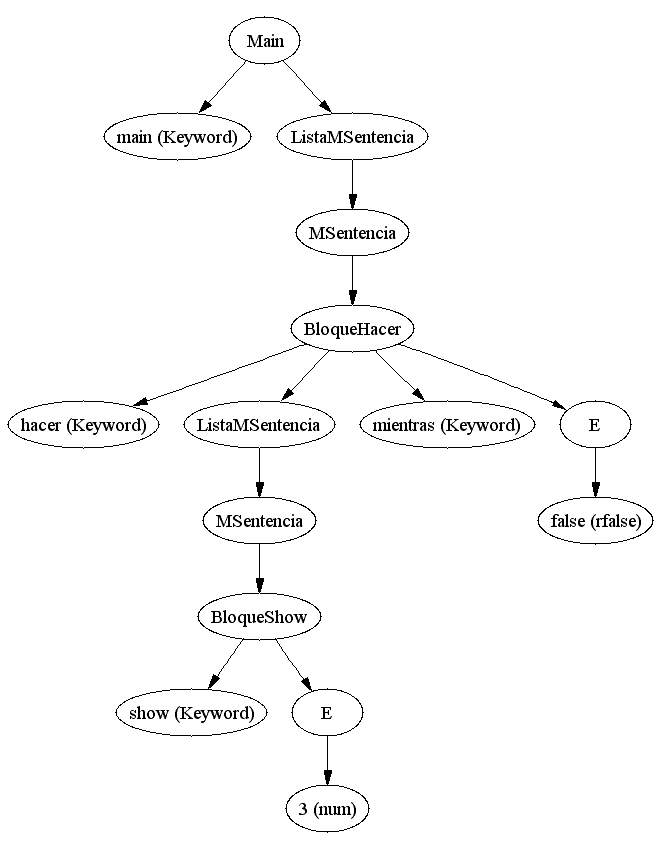 Main
main (Keyword)
ListaMSentencia
MSentencia
BloqueHacer
hacer (Keyword)
ListaMSentencia
mientras (Keyword)
E
MSentencia
false (rfalse)
BloqueShow
show (Keyword)
E
3 (num)